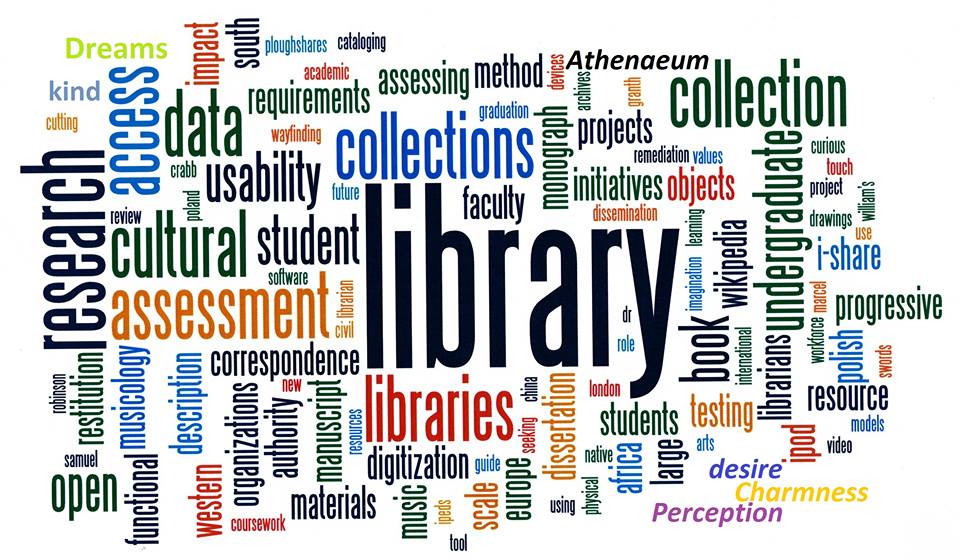 Dreams
impact
south
ploughshares
cataloging
kind
access
academic
assessing
method
devices
Athenaeum
archives
granth
collection
cutting
data
requirements
graduation
monograph
projects
wayfinding
collections
remediation
values
curious
research
crabb
usability
future
faculty
initiatives
objects
undergraduate
touch
project
william's
review
poland
library
dissemination
drawings
cultural
student
learning
wikipedia
use
i-share
software
imagination
assessment
librarian
civil
dr
role
book
international
marcel
progressive
workforce
polish
swords
correspondence
robinson
restitution
musicology
description
organizations
authority
new
manuscript
resources
libraries
china
seeking
dissertation
london
students
testing
librarians
resource
models
samuel
digitization
guide
native
africa
large
arts
ipod
video
open
functional
western
coursework
materials
music
ipeds
scale
europe
using
physical
tool
desire
Charmness
Perception